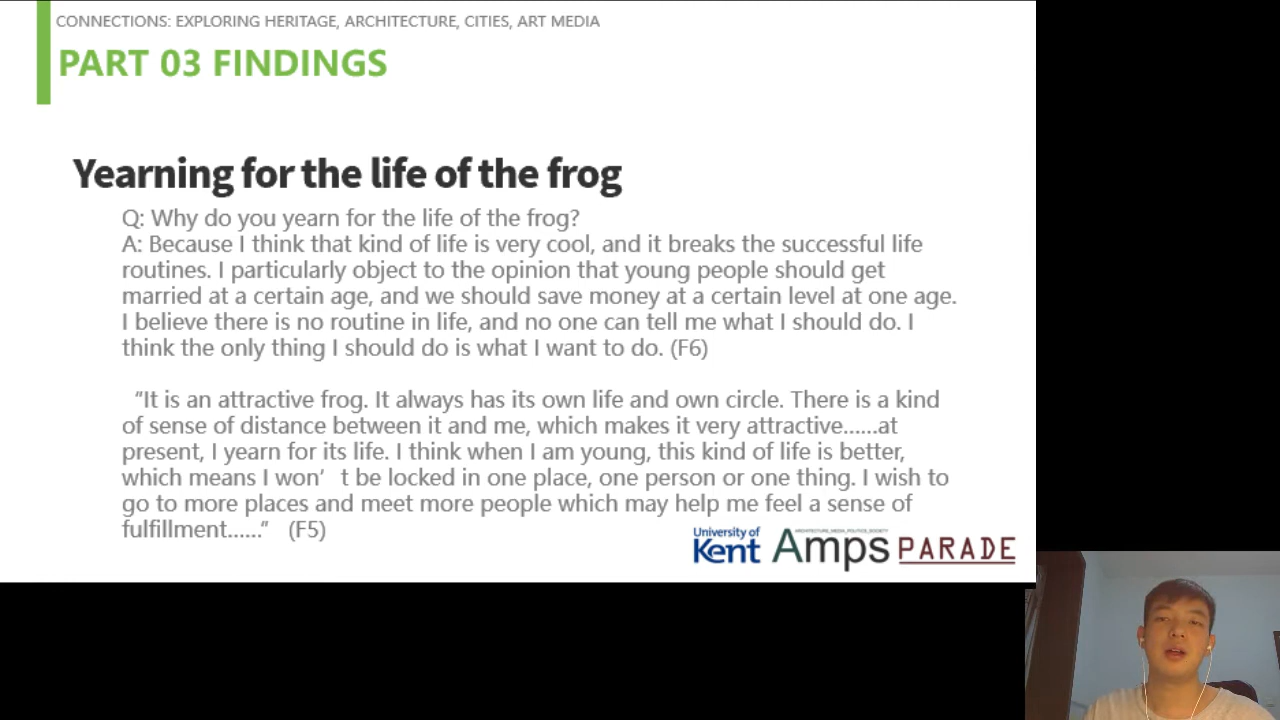 CONNECTIONS: EXPLORING HERITAGE, ARCHITECTURE, CITIES, ART MEDIA
PART 03 FINDINGS
Yearning for the life of the frog
Q: Why do you yearn for the life of the frog?
A: Because I think that kind of life is very cool, and it breaks the successful life
routines. I particularly object to the opinion that young people should get
married at a certain age, and we should save money at a certain level at one age.
I believe there is no routine in life, and no one can tell me what I should do. I
think the only thing I should do is what I want to do. (F6)
“It is an attractive frog. It always has its own life and own circle. There is a kind
of sense of distance between it and me, which makes it very attractive......at
present, I yearn for its life. I think when I am young, this kind of life is better,
which means I won’ t be locked in one place, one person or one thing. I wish to
go to more places and meet more people which may help me feel a sense of
fulfillment......” (F5)
University of
Kent
ARCHITECTURE_MEDIA_POLITICS_SOCIETY
Amps
PARADE